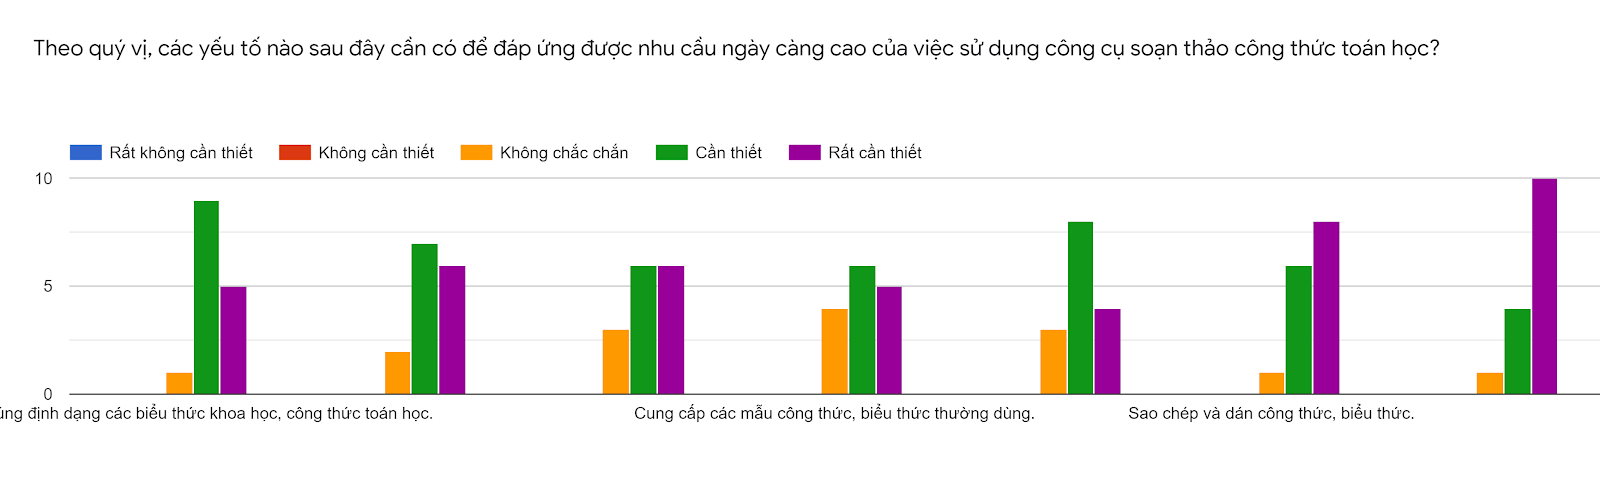 Theo quý vị, các yếu tố nào sau đây cần có để đáp ứng được nhu cầu ngày càng cao của việc sử dụng công cụ soạn thảo công thức toán học?
Rất không cần thiết Không cần thiết Không chắc chắn Cần thiết Rất cần thiết
10
5
0
định dạng các biểu thức khoa học, công thức toán học. Cung cấp các mẫu công thức, biểu thức thường dùng. Sao chép và dán công thức, biểu thức.